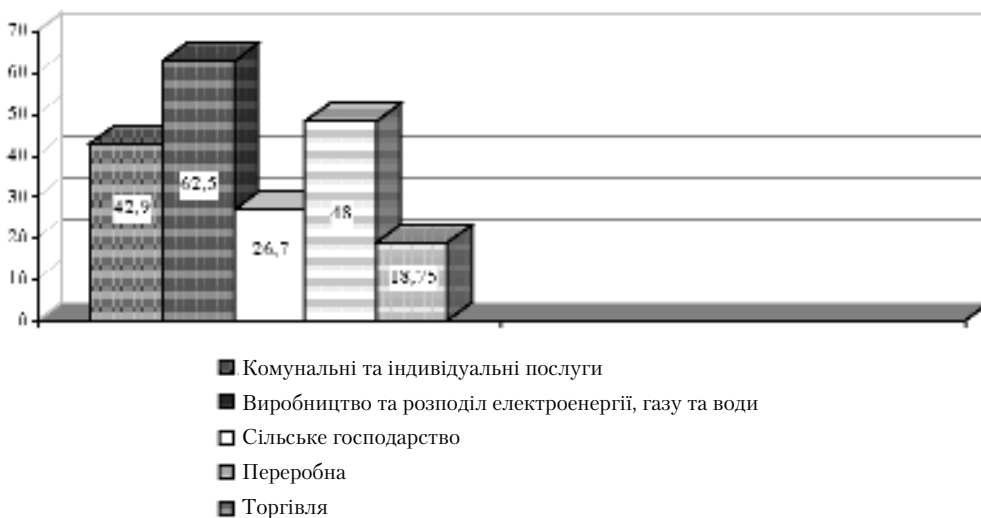 70
60
50
40
30
20
10
0
42,9
62,5
26,7
48
18,75
Комунальні та індивідуальні послуги
Виробництво та розподіл електроенергії, газу та води
Сільське господарство
Переробна
Торгівля